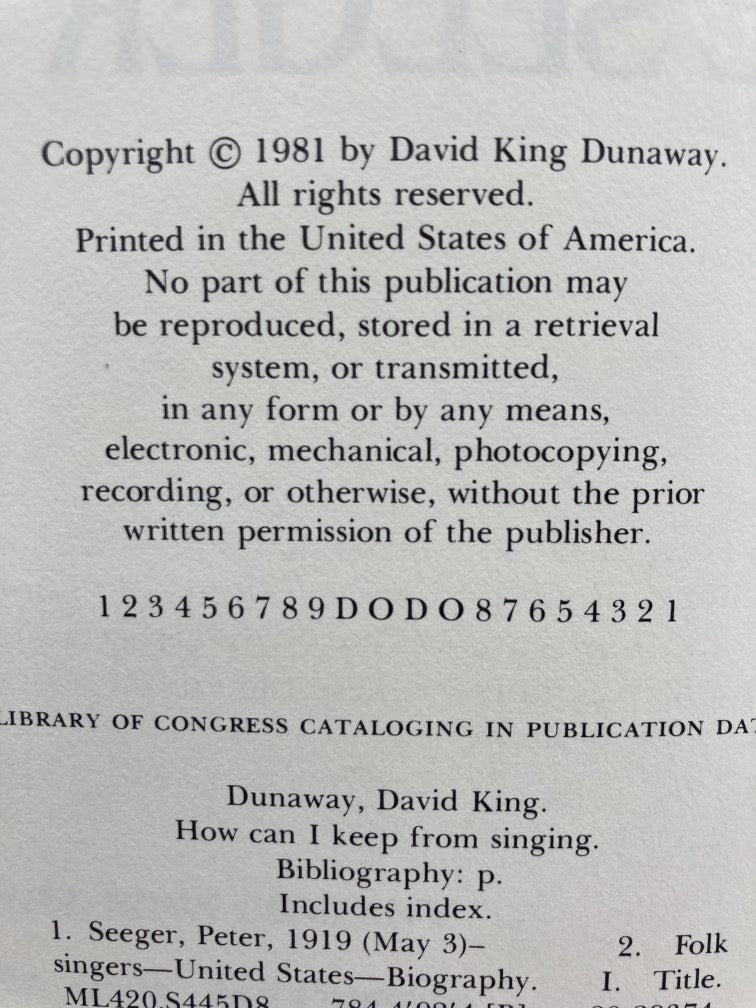 Copyright © 1981 by David King Dunaway.
All rights reserved.
Printed in the United States of America.
No part of this publication may
be reproduced, stored in a retrieval
system, or transmitted,
in any form or by any means,
electronic, mechanical, photocopying,
recording, or otherwise, without the prior
written permission of the publisher.
1 2 3 4 5 6 7 8 9 D O D O 8 7 6 5 4 3 2 1
LIBRARY OF CONGRESS CATALOGING IN PUBLICATION DAT
Dunaway, David King.
How can I keep from singing.
Bibliography: p.
Includes index.
1. Seeger, Peter, 1919 (May 3)– 2. Folk
singers—United States—Biography. I. Title.
ML420.S445D8